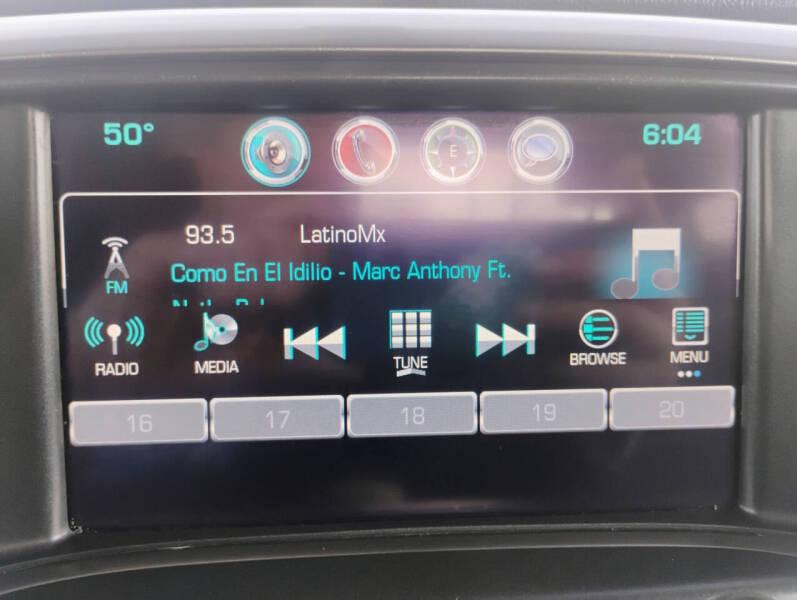 50° 6:04
E
93.5 LatinoMx
FM
Como En El Idilio - Marc Anthony Ft.
RADIO MEDIA TUNE BROWSE MENU
16 17 18 19 20